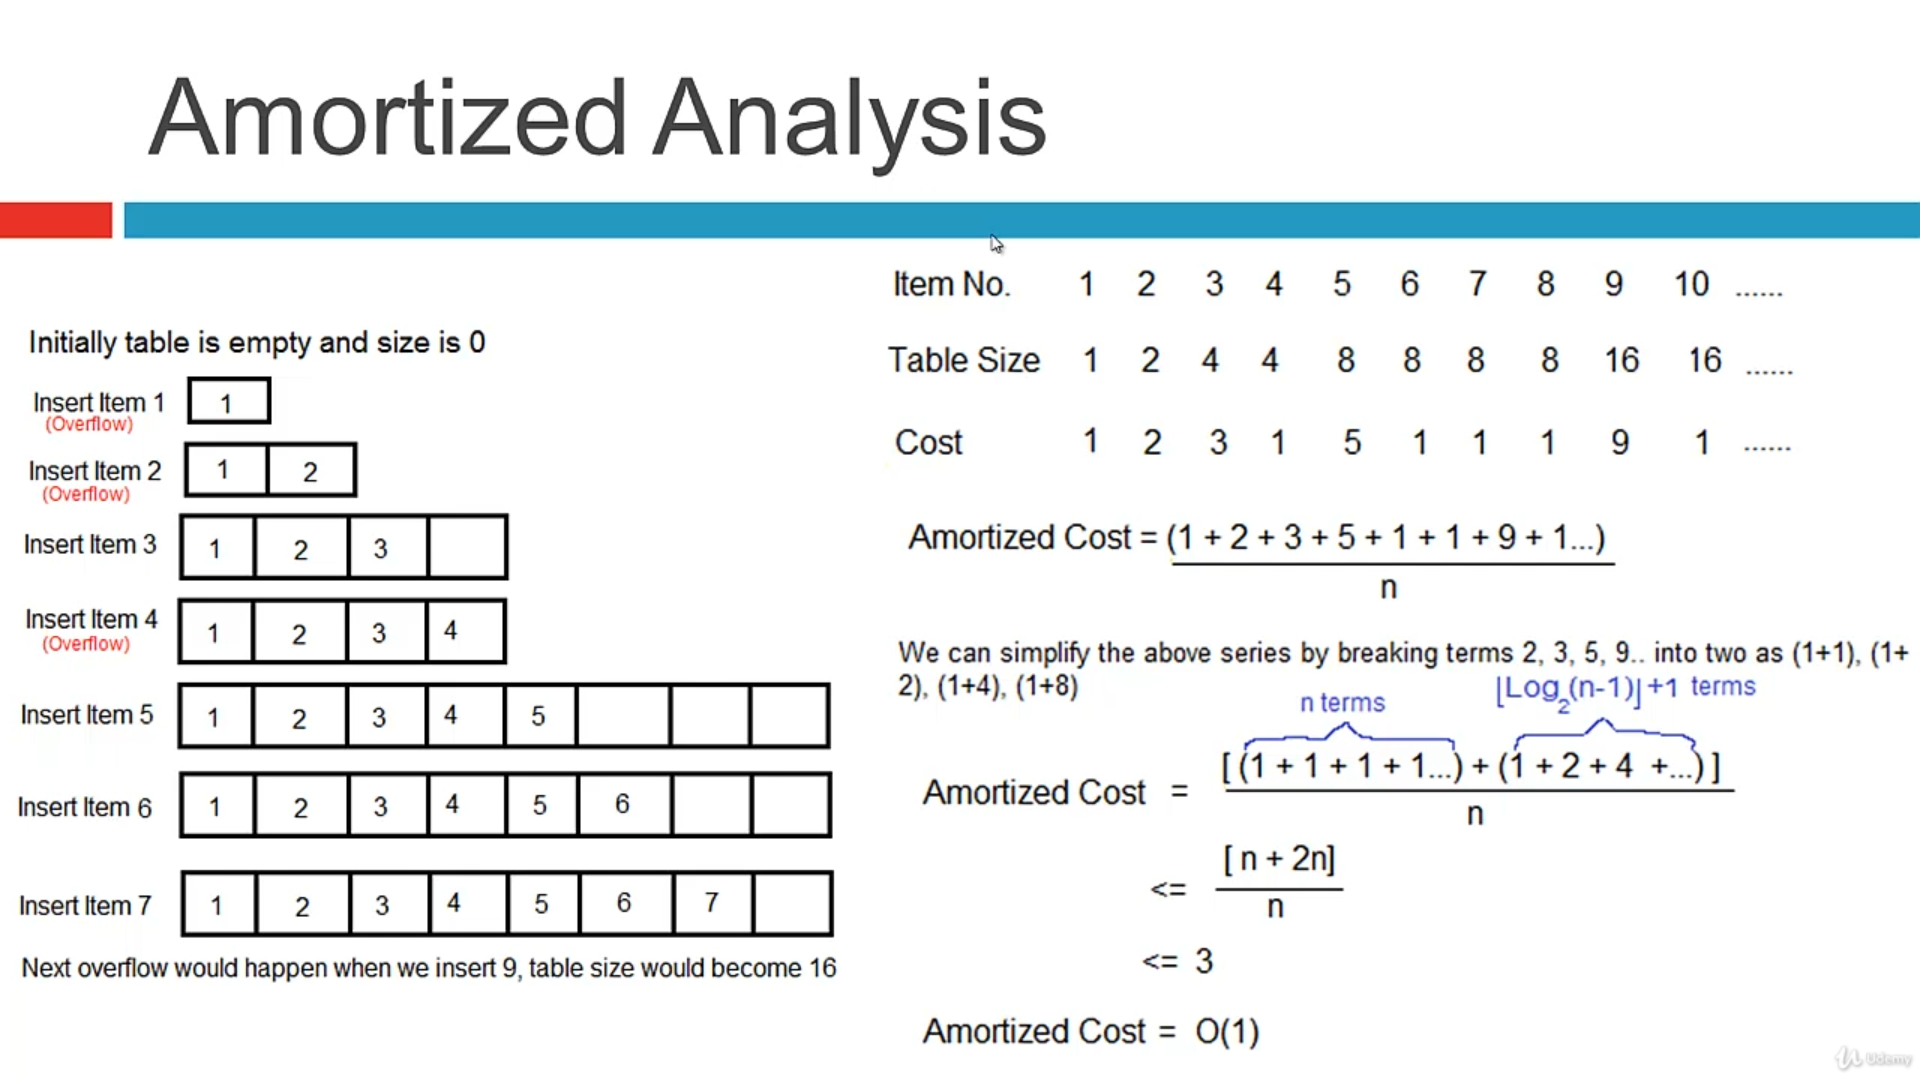 Amortized Analysis
Initially table is empty and size is 0
Insert Item 1
(Overflow)
1
Insert Item 2
(Overflow)
1 2
Insert Item 3
1 2 3
Insert Item 4
(Overflow)
1 2 3 4
Insert Item 5
1 2 3 4 5
Insert Item 6
1 2 3 4 5 6
Insert Item 7
1 2 3 4 5 6 7
Next overflow would happen when we insert 9, table size would become 16
Item No. 1 2 3 4 5 6 7 8 9 10 ......
Table Size 1 2 4 4 8 8 8 8 16 16 ......
Cost 1 2 3 1 5 1 1 1 9 1 ......
Amortized Cost = (1 + 2 + 3 + 5 + 1 + 1 + 9 + 1...)
n
We can simplify the above series by breaking terms 2, 3, 5, 9.. into two as (1+1), (1+
2), (1+4), (1+8)
n terms
⌊Log₂(n-1)⌋ +1 terms
Amortized Cost = [ (1 + 1 + 1 + 1...) + (1 + 2 + 4 +...) ]
n
<= [ n + 2n]
n
<= 3
Amortized Cost = O(1)
Udemy